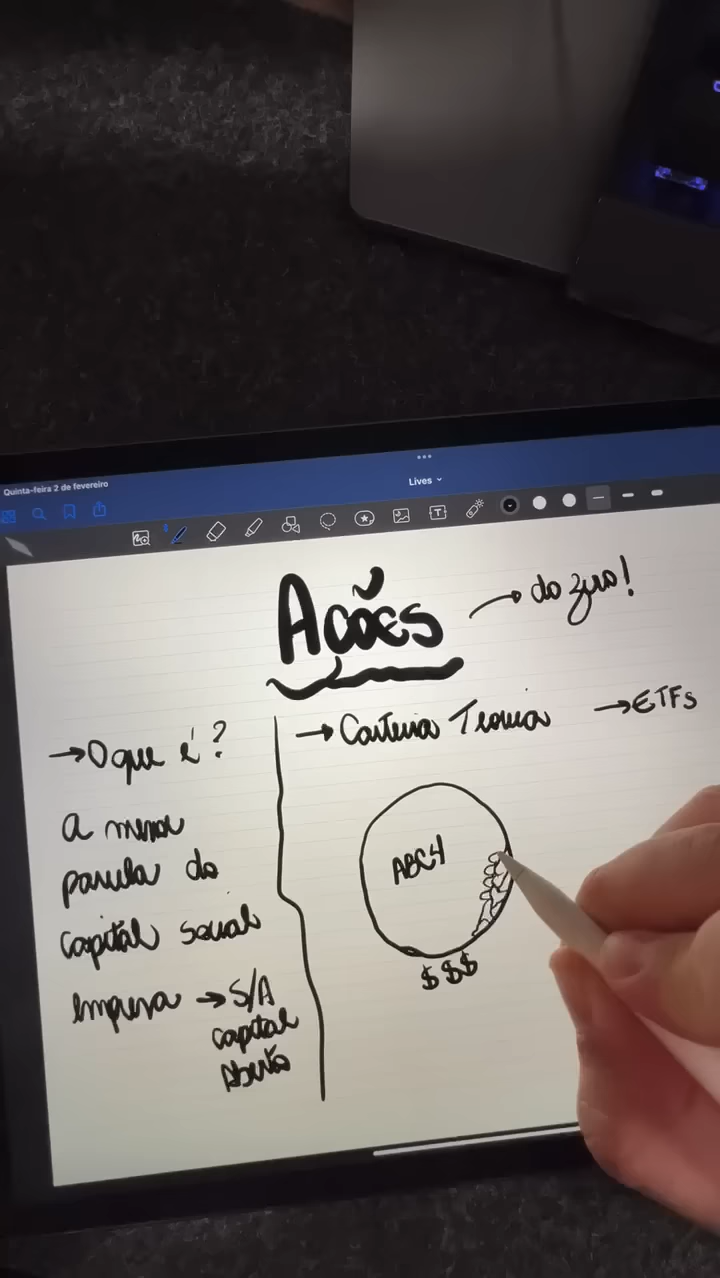 Quinta-feira 2 de fevereiro
Lives
Ações
→ do zero!
→ O que é?
a menor
parcela do
capital social
empresa → S/A
capital
Aberto
→ Carteira Teórica
→ ETFs
ABC4
$$$